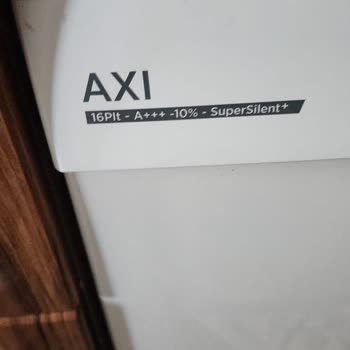 AXI
16Plt - A+++ -10% - SuperSilent+